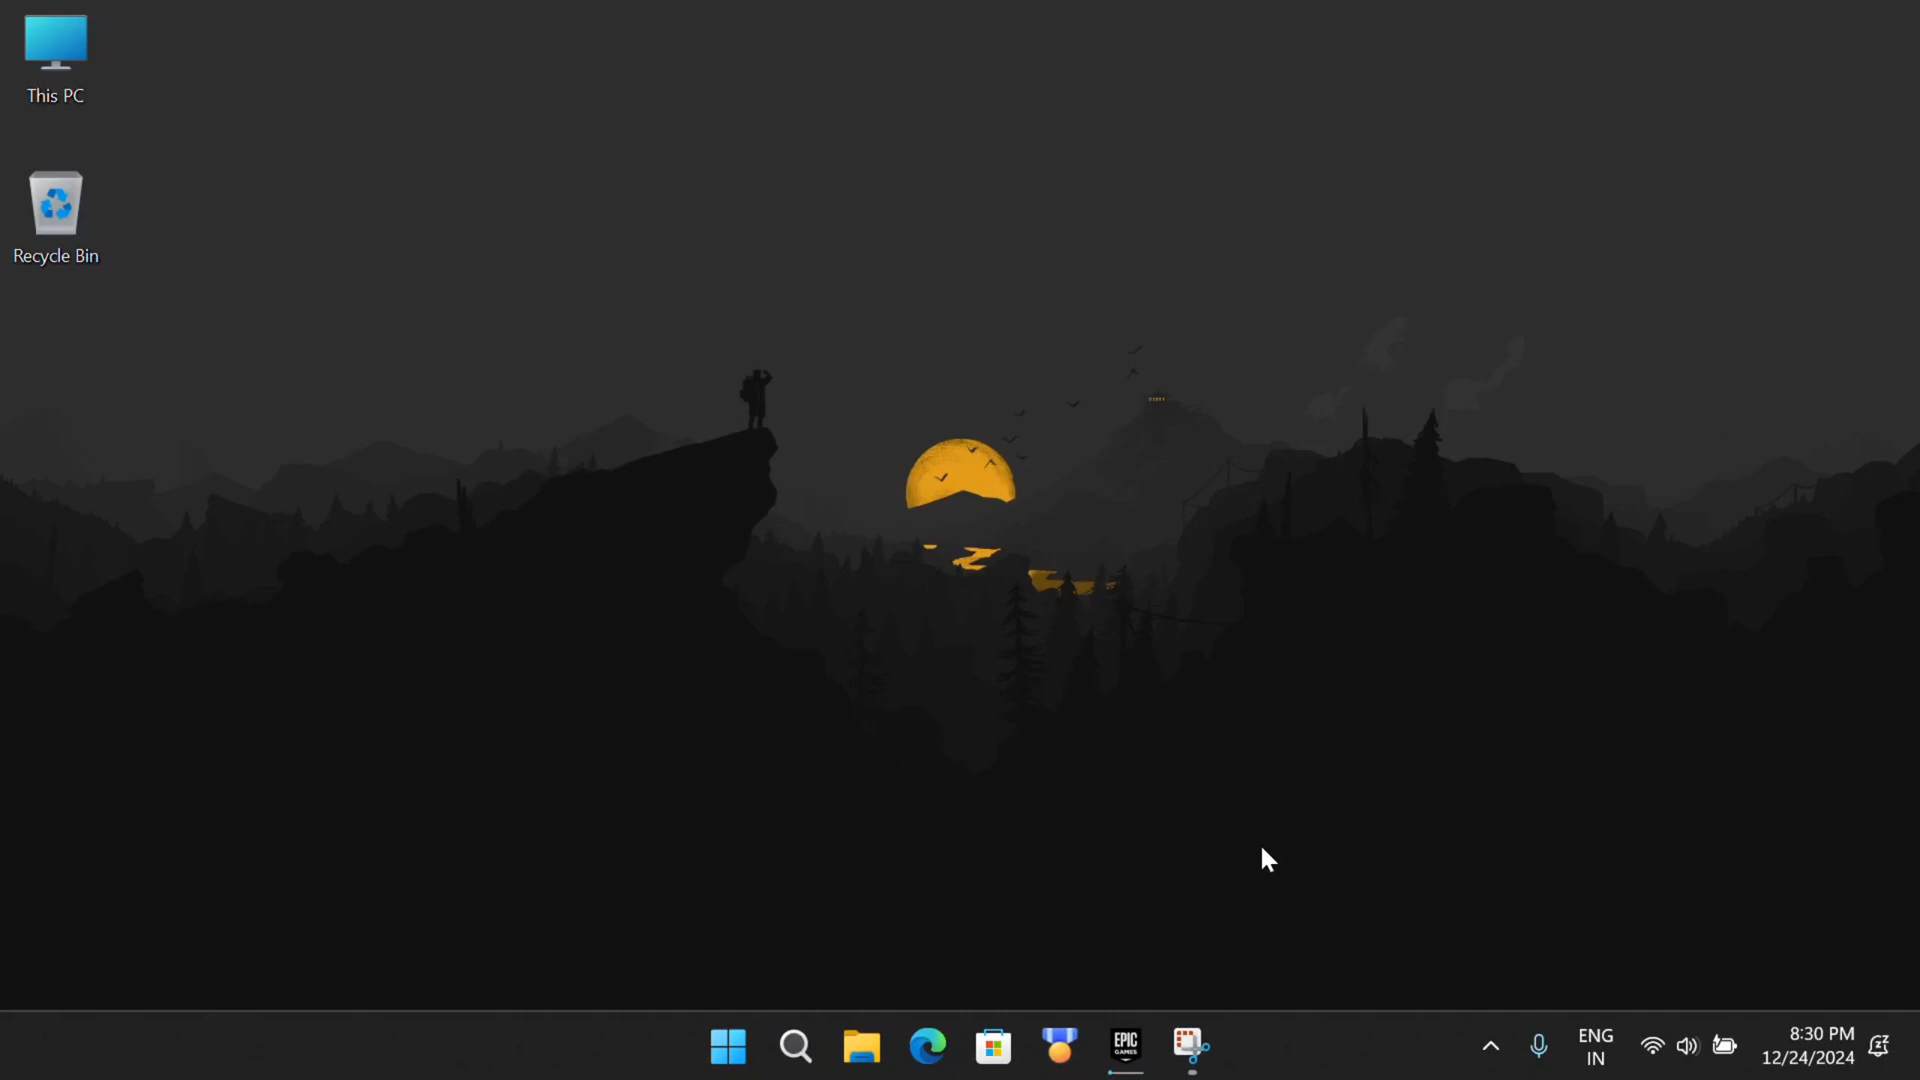 This PC
Recycle Bin
EPIC
GAMES
ENG
IN
8:30 PM
12/24/2024